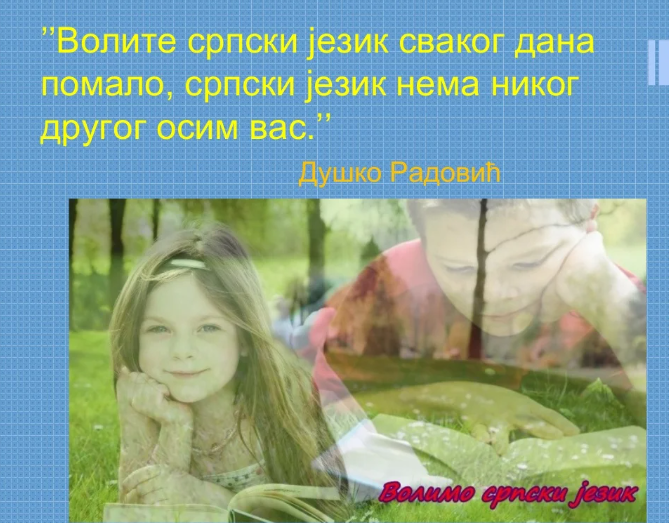 ’’Волите српски језик сваког дана
помало, српски језик нема никог
другог осим вас.’’
Душко Радовић
Волимо српски језик